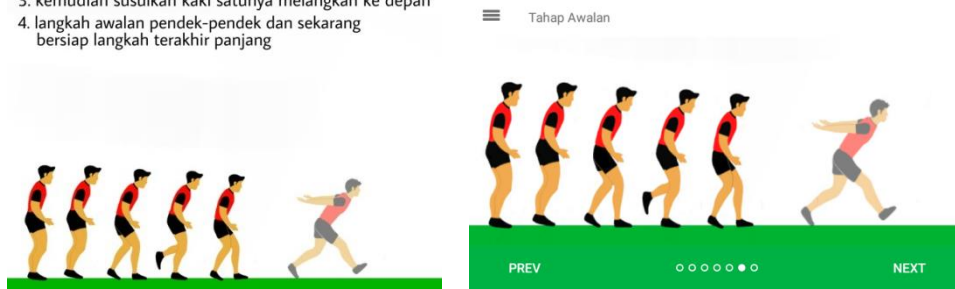 3. kemudian susulkan kaki satunya melangkah ke depan
4. langkah awalan pendek-pendek dan sekarang
bersiap langkah terakhir panjang
Tahap Awalan
PREV
NEXT